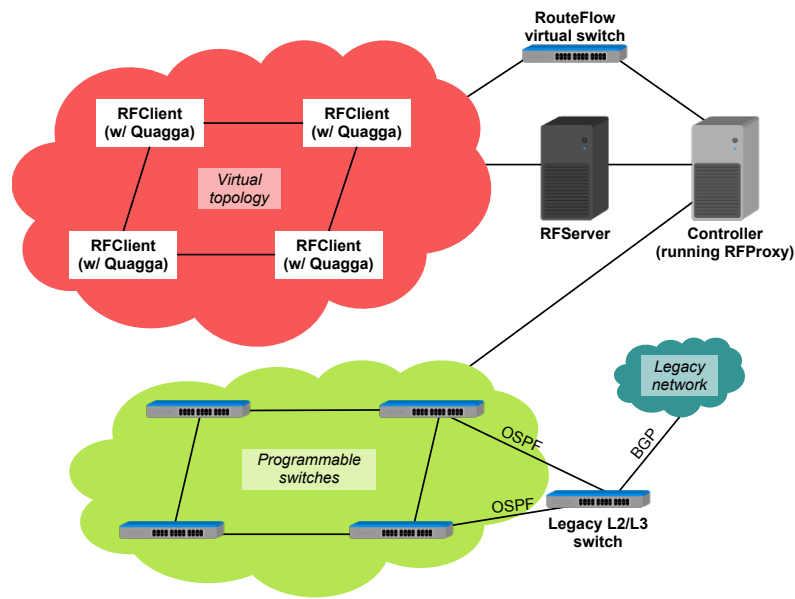 RouteFlow
virtual switch
RFClient
(w/ Quagga)
RFClient
(w/ Quagga)
Virtual
topology
RFClient
(w/ Quagga)
RFClient
(w/ Quagga)
RFServer
Controller
(running RFProxy)
Legacy
network
Programmable
switches
OSPF
BGP
OSPF
Legacy L2/L3
switch